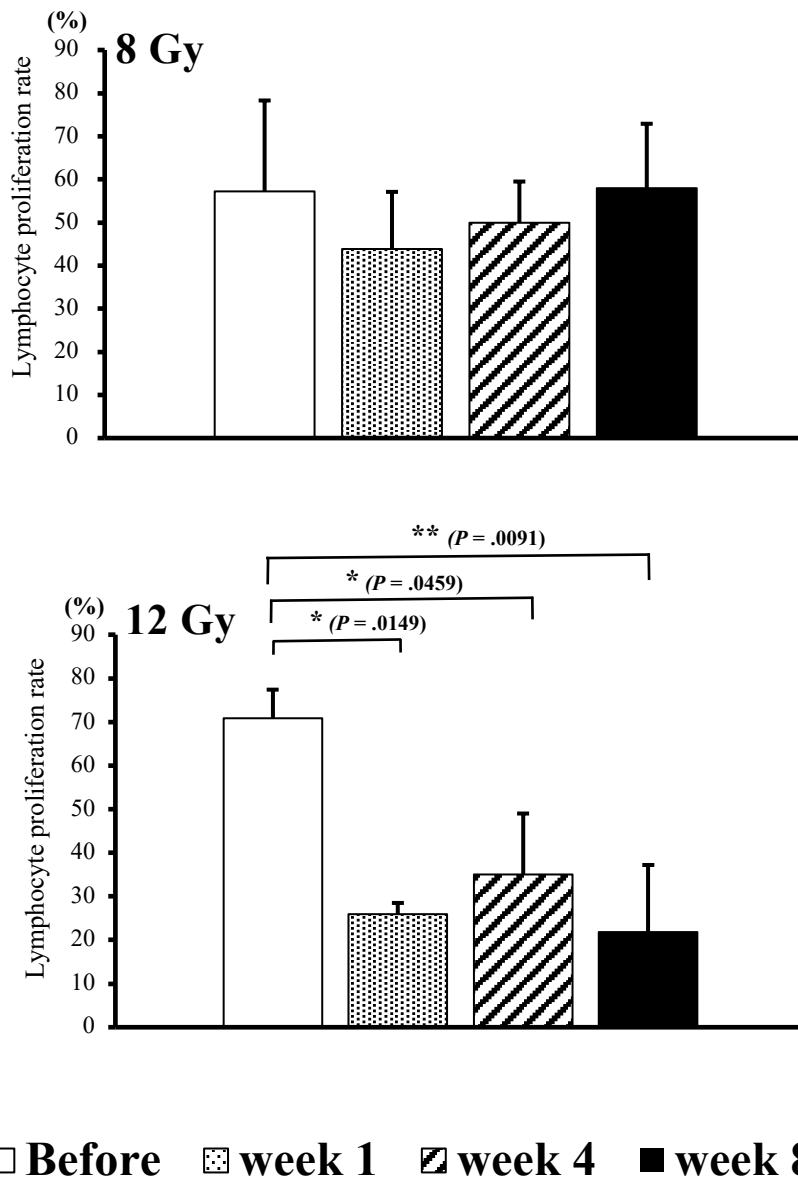 (%)
8 Gy
Lymphocyte proliferation rate
90
80
70
60
50
40
30
20
10
0
** (P = .0091)
* (P = .0459)
* (P = .0149)
(%)
12 Gy
Lymphocyte proliferation rate
90
80
70
60
50
40
30
20
10
0
Before week 1 week 4 week 8